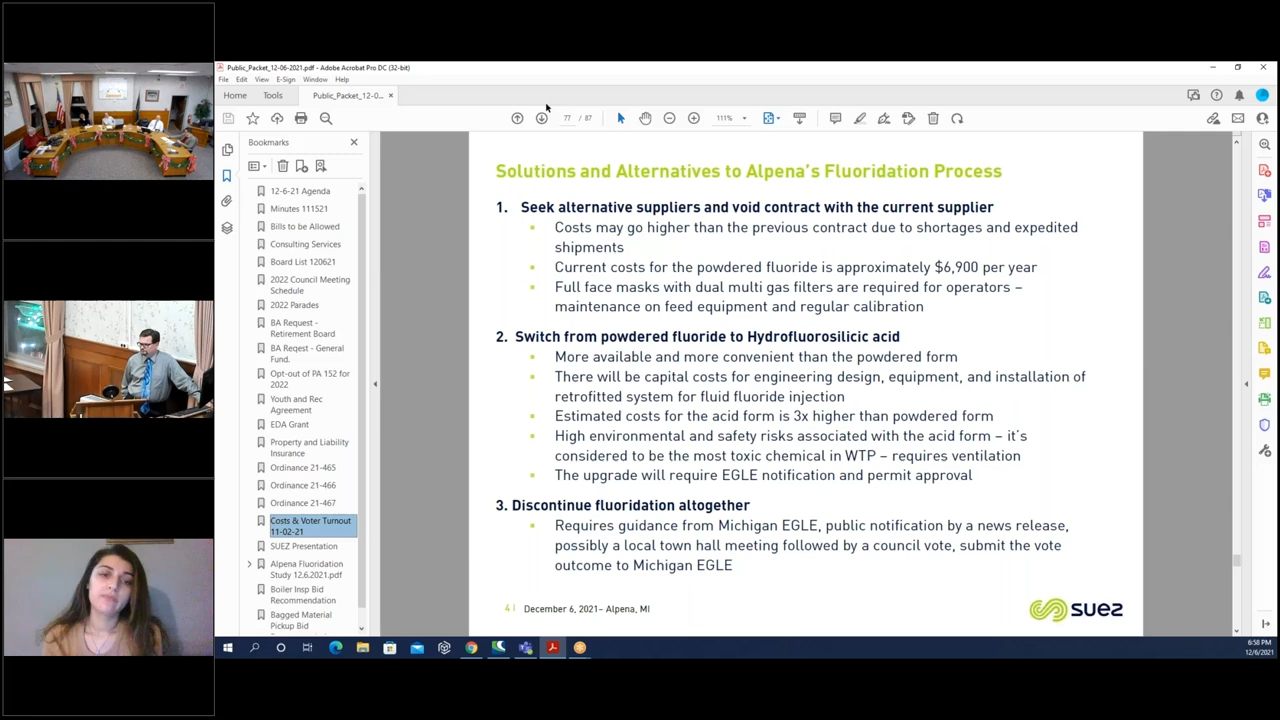 Public_Packet_12-06-2021.pdf - Adobe Acrobat Pro DC (32-bit)
File Edit View E-Sign Window Help
Home Tools Public_Packet_12-0... ×
77 / 87 111%
Bookmarks
12-6-21 Agenda
Minutes 111521
Bills to be Allowed
Consulting Services
Board List 120621
2022 Council Meeting
Schedule
2022 Parades
BA Request -
Retirement Board
BA Reqest - General
Fund.
Opt-out of PA 152 for
2022
Youth and Rec
Agreement
EDA Grant
Property and Liability
Insurance
Ordinance 21-465
Ordinance 21-466
Ordinance 21-467
Costs & Voter Turnout
11-02-21
SUEZ Presentation
Alpena Fluoridation
Study 12.6.2021.pdf
Boiler Insp Bid
Recommendation
Bagged Material
Pickup Bid
Solutions and Alternatives to Alpena's Fluoridation Process
1. Seek alternative suppliers and void contract with the current supplier
Costs may go higher than the previous contract due to shortages and expedited
shipments
Current costs for the powdered fluoride is approximately $6,900 per year
Full face masks with dual multi gas filters are required for operators –
maintenance on feed equipment and regular calibration
2. Switch from powdered fluoride to Hydrofluorosilicic acid
More available and more convenient than the powdered form
There will be capital costs for engineering design, equipment, and installation of
retrofitted system for fluid fluoride injection
Estimated costs for the acid form is 3x higher than powdered form
High environmental and safety risks associated with the acid form – it's
considered to be the most toxic chemical in WTP – requires ventilation
The upgrade will require EGLE notification and permit approval
3. Discontinue fluoridation altogether
Requires guidance from Michigan EGLE, public notification by a news release,
possibly a local town hall meeting followed by a council vote, submit the vote
outcome to Michigan EGLE
4 | December 6, 2021– Alpena, MI
suez
6:58 PM
12/6/2021